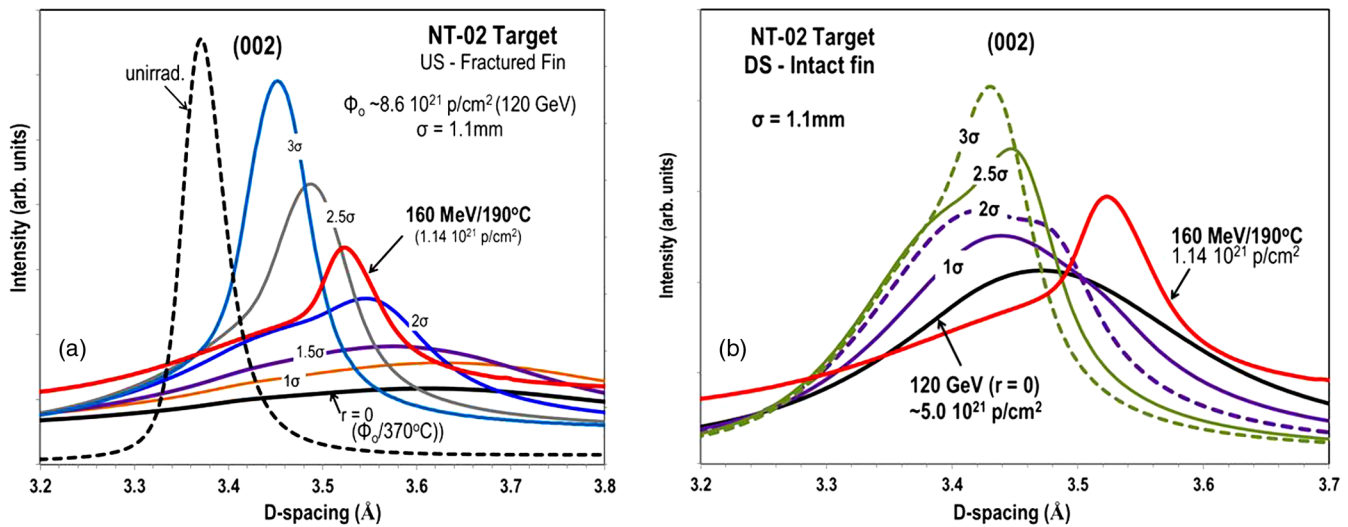 (002)
NT-02 Target
US - Fractured Fin
unirrad.
Φo ~8.6 10²¹ p/cm² (120 GeV)
σ = 1.1mm
3σ
2.5σ
160 MeV/190ºC
(1.14 10²¹ p/cm²)
2σ
(a)
1.5σ
1σ
r = 0
(Φo/370ºC))
Intensity (arb. units)
3.2 3.3 3.4 3.5 3.6 3.7 3.8
D-spacing (Å)
NT-02 Target
DS - Intact fin
(002)
σ = 1.1mm
3σ
2.5σ
2σ
160 MeV/190ºC
1.14 10²¹ p/cm²
1σ
(b)
120 GeV (r = 0)
~5.0 10²¹ p/cm²
Intensity (arb. units)
3.2 3.3 3.4 3.5 3.6 3.7
D-spacing (Å)